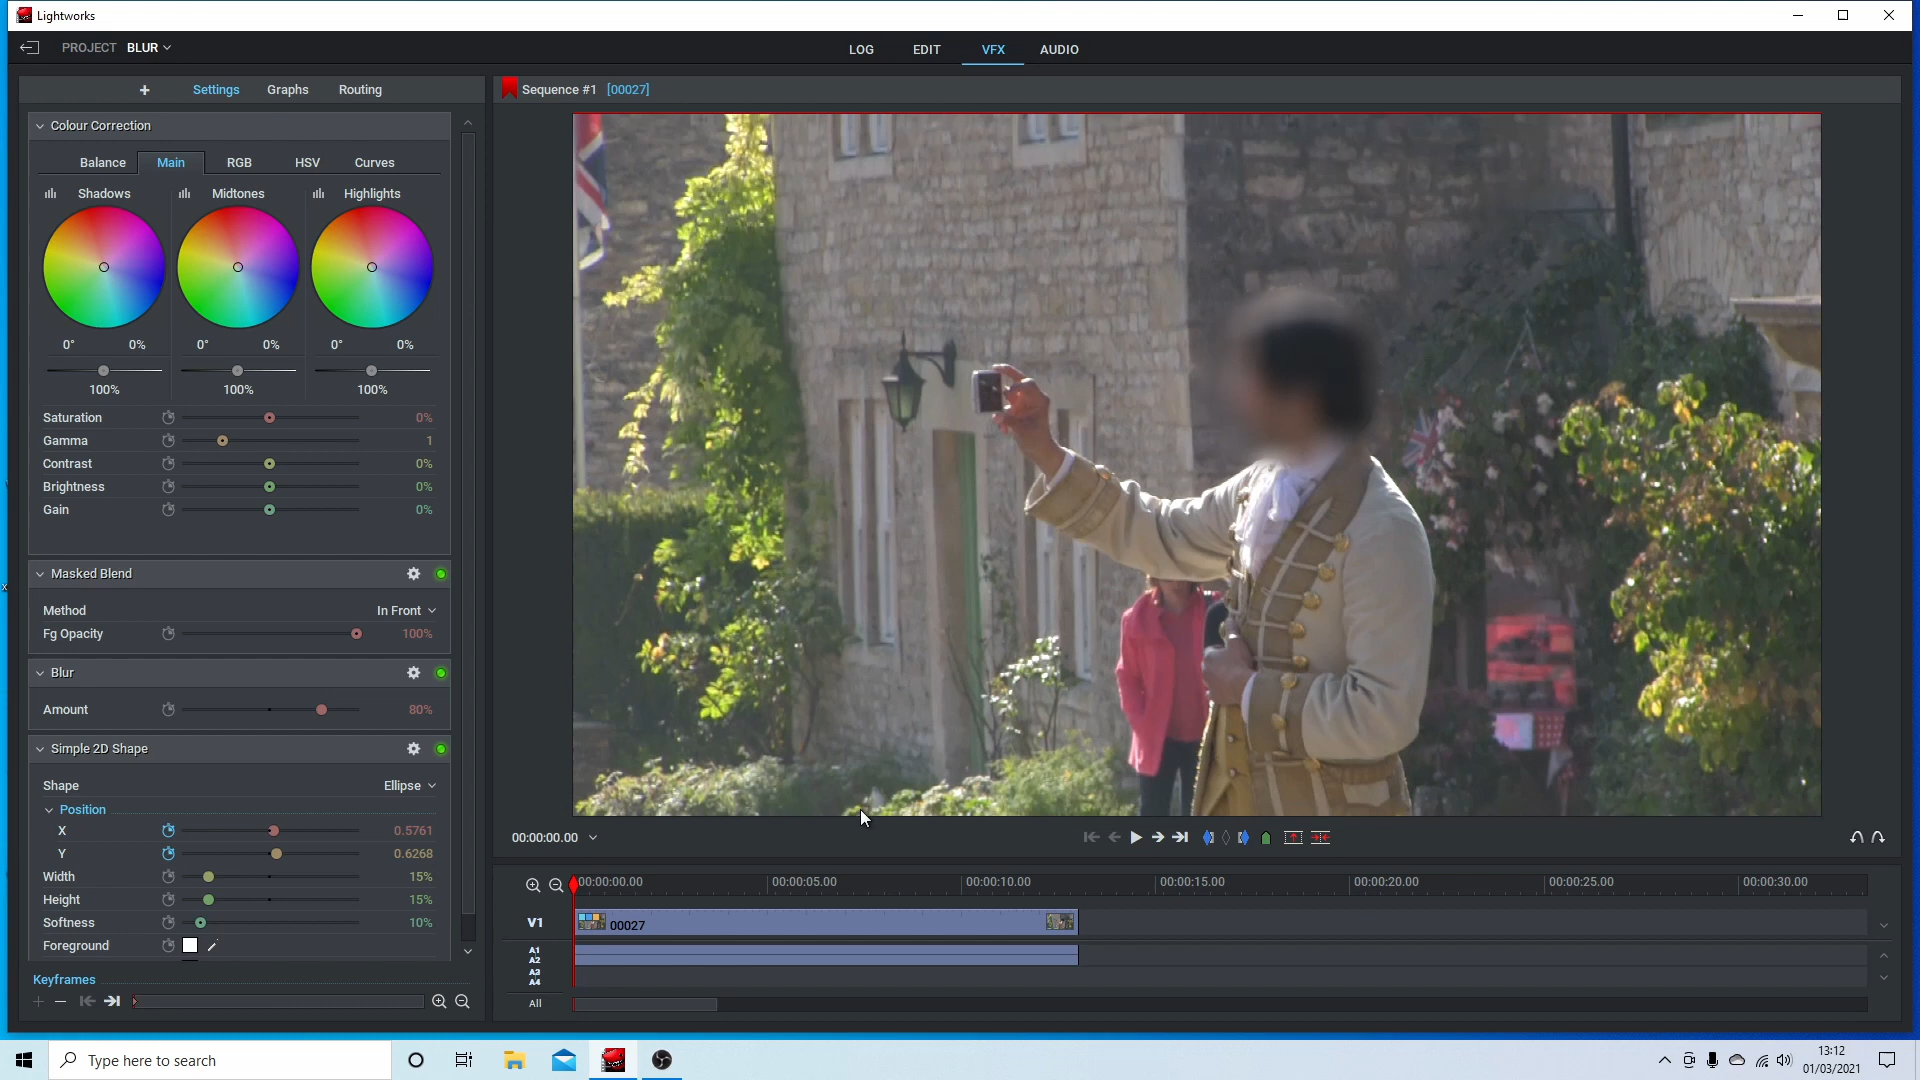 Lightworks
PROJECT BLUR
LOG EDIT VFX AUDIO
Settings Graphs Routing
Sequence #1 [00027]
Colour Correction
Balance Main RGB HSV Curves
Shadows Midtones Highlights
0° 0% 0° 0% 0° 0%
100% 100% 100%
Saturation 0%
Gamma 1
Contrast 0%
Brightness 0%
Gain 0%
Masked Blend
Method In Front
Fg Opacity 100%
Blur
Amount 80%
Simple 2D Shape
Shape Ellipse
Position
X 0.5761
Y 0.6268
Width 15%
Height 15%
Softness 10%
Foreground
Keyframes
00:00:00.00
00:00:00.00 00:00:05.00 00:00:10.00 00:00:15.00 00:00:20.00 00:00:25.00 00:00:30.00
V1 00027
A1
A2
A3
A4
All
Type here to search
13:12
01/03/2021